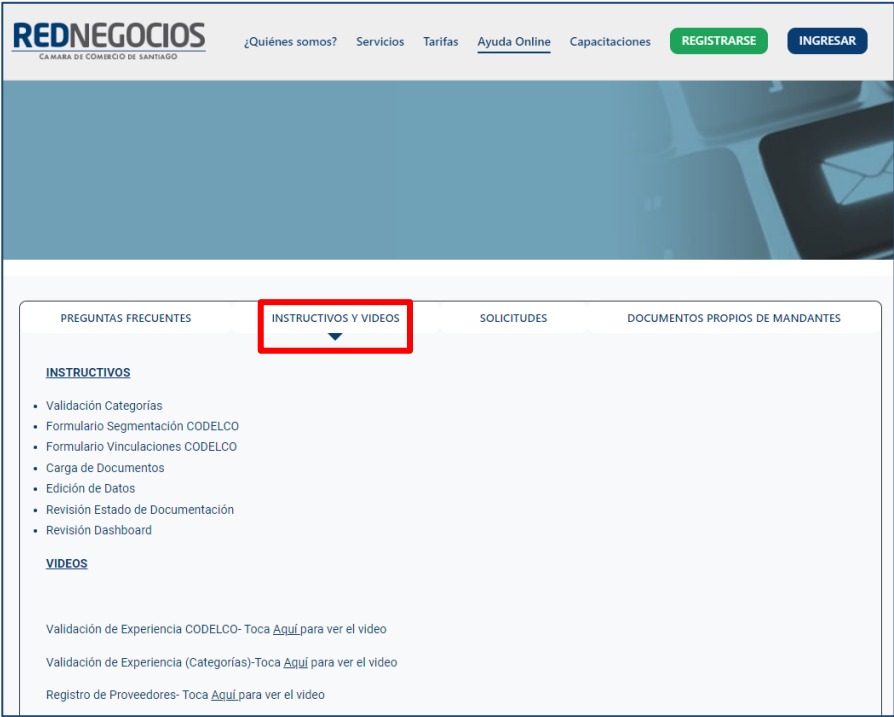 REDNEGOCIOS
CAMARA DE COMERCIO DE SANTIAGO
¿Quiénes somos? Servicios Tarifas Ayuda Online Capacitaciones REGISTRARSE INGRESAR
PREGUNTAS FRECUENTES INSTRUCTIVOS Y VIDEOS SOLICITUDES DOCUMENTOS PROPIOS DE MANDANTES
INSTRUCTIVOS
• Validación Categorías
• Formulario Segmentación CODELCO
• Formulario Vinculaciones CODELCO
• Carga de Documentos
• Edición de Datos
• Revisión Estado de Documentación
• Revisión Dashboard
VIDEOS
Validación de Experiencia CODELCO- Toca Aquí para ver el video
Validación de Experiencia (Categorías)-Toca Aquí para ver el video
Registro de Proveedores- Toca Aquí para ver el video